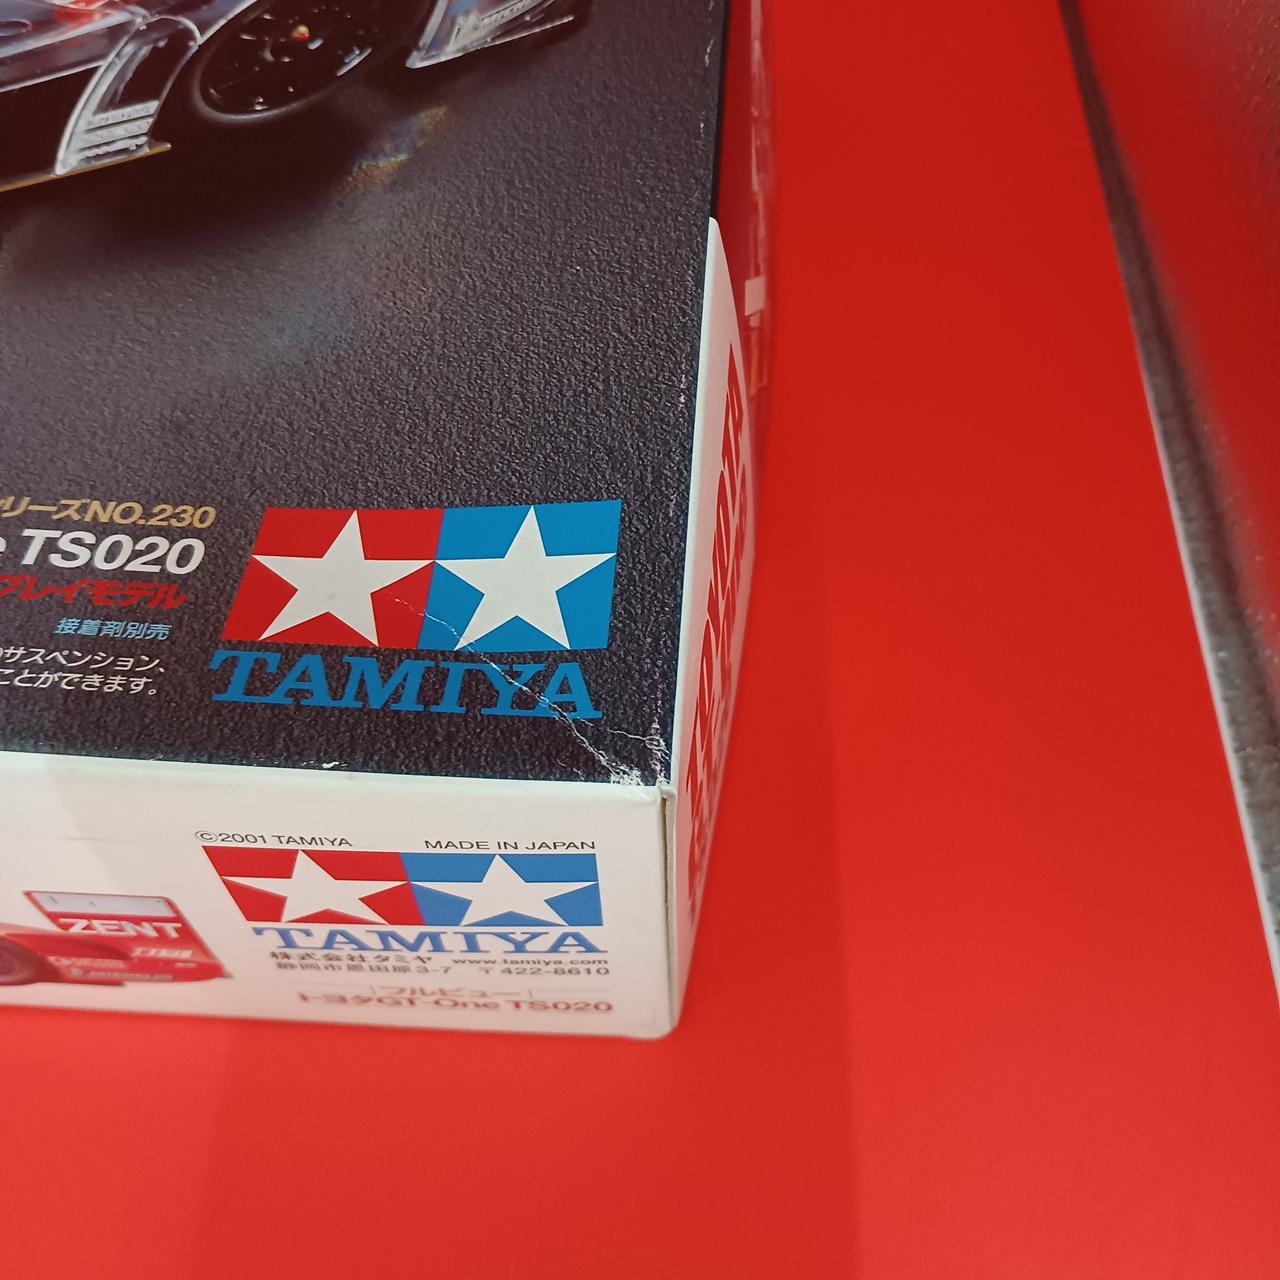 リーズNO.230
e TS020
プレイモデル
接着剤別売
のサスペンション、
ことができます。
TAMIYA
TOYOTA
©2001 TAMIYA MADE IN JAPAN
TAMIYA
株式会社タミヤ www.tamiya.com
静岡市恩田原3-7 〒422-8610
フルビュー
トヨタGT-One TS020
ZENT